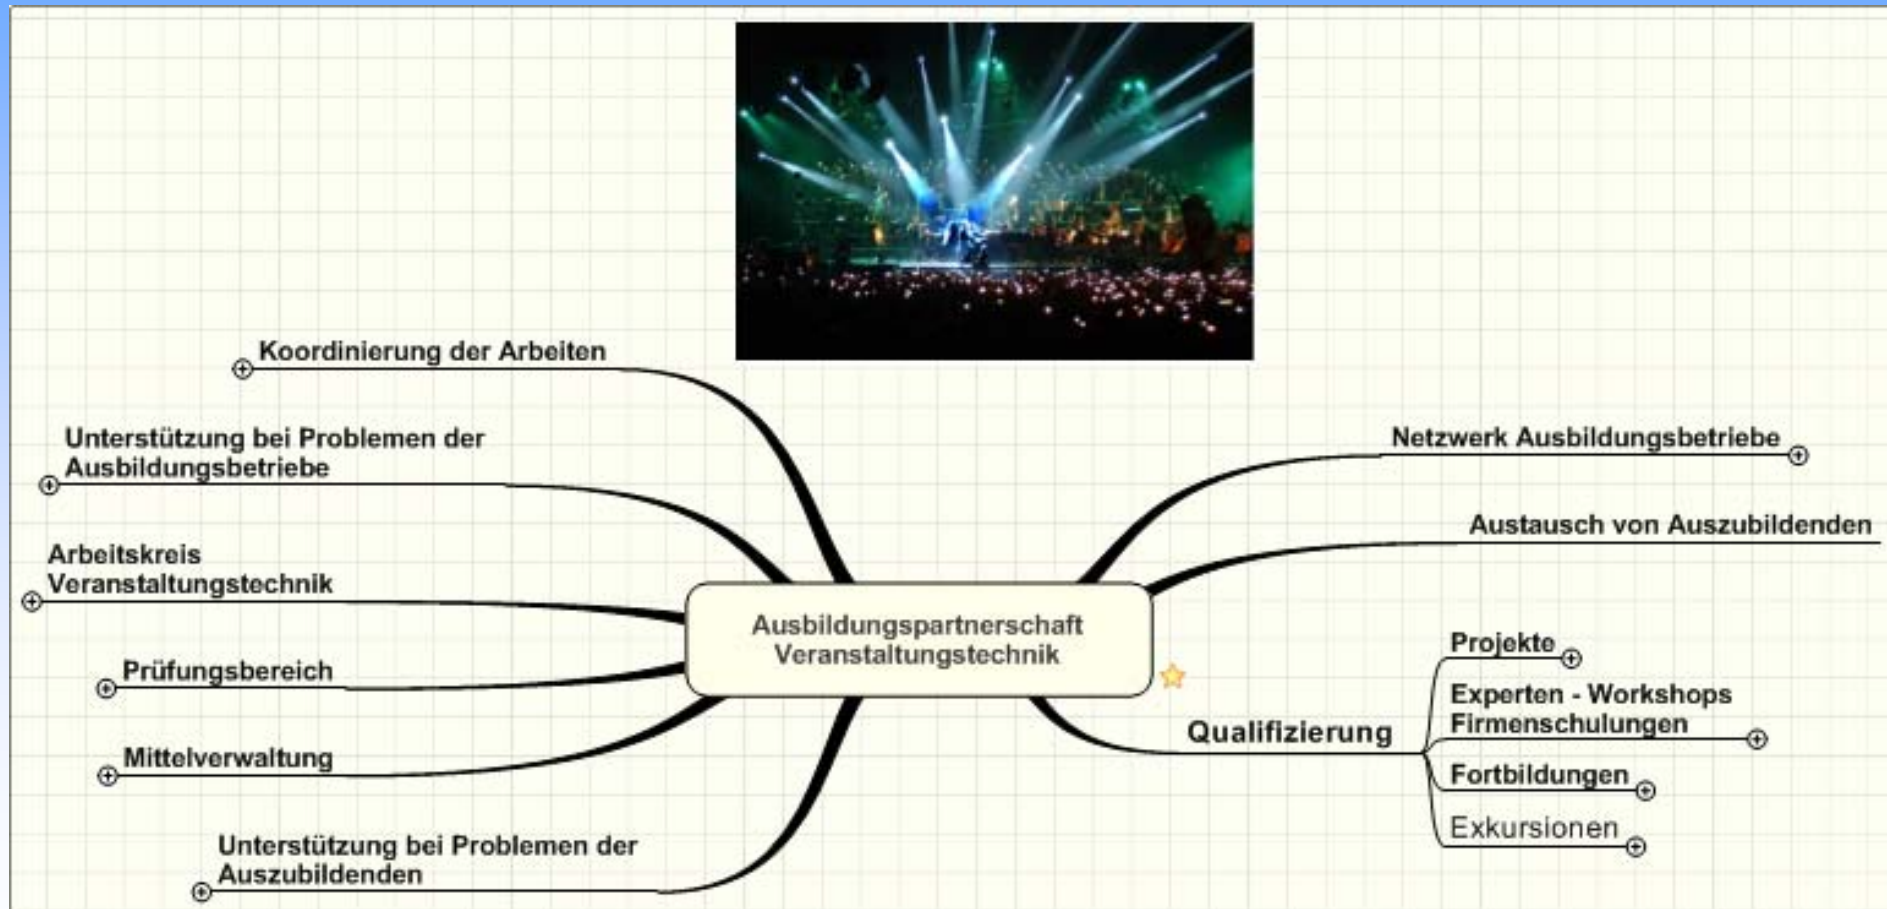 Koordinierung der Arbeiten
Unterstützung bei Problemen der
Ausbildungsbetriebe
Arbeitskreis
Veranstaltungstechnik
Prüfungsbereich
Mittelverwaltung
Unterstützung bei Problemen der
Auszubildenden
Ausbildungspartnerschaft
Veranstaltungstechnik
Netzwerk Ausbildungsbetriebe
Austausch von Auszubildenden
Qualifizierung
Projekte
Experten - Workshops
Firmenschulungen
Fortbildungen
Exkursionen